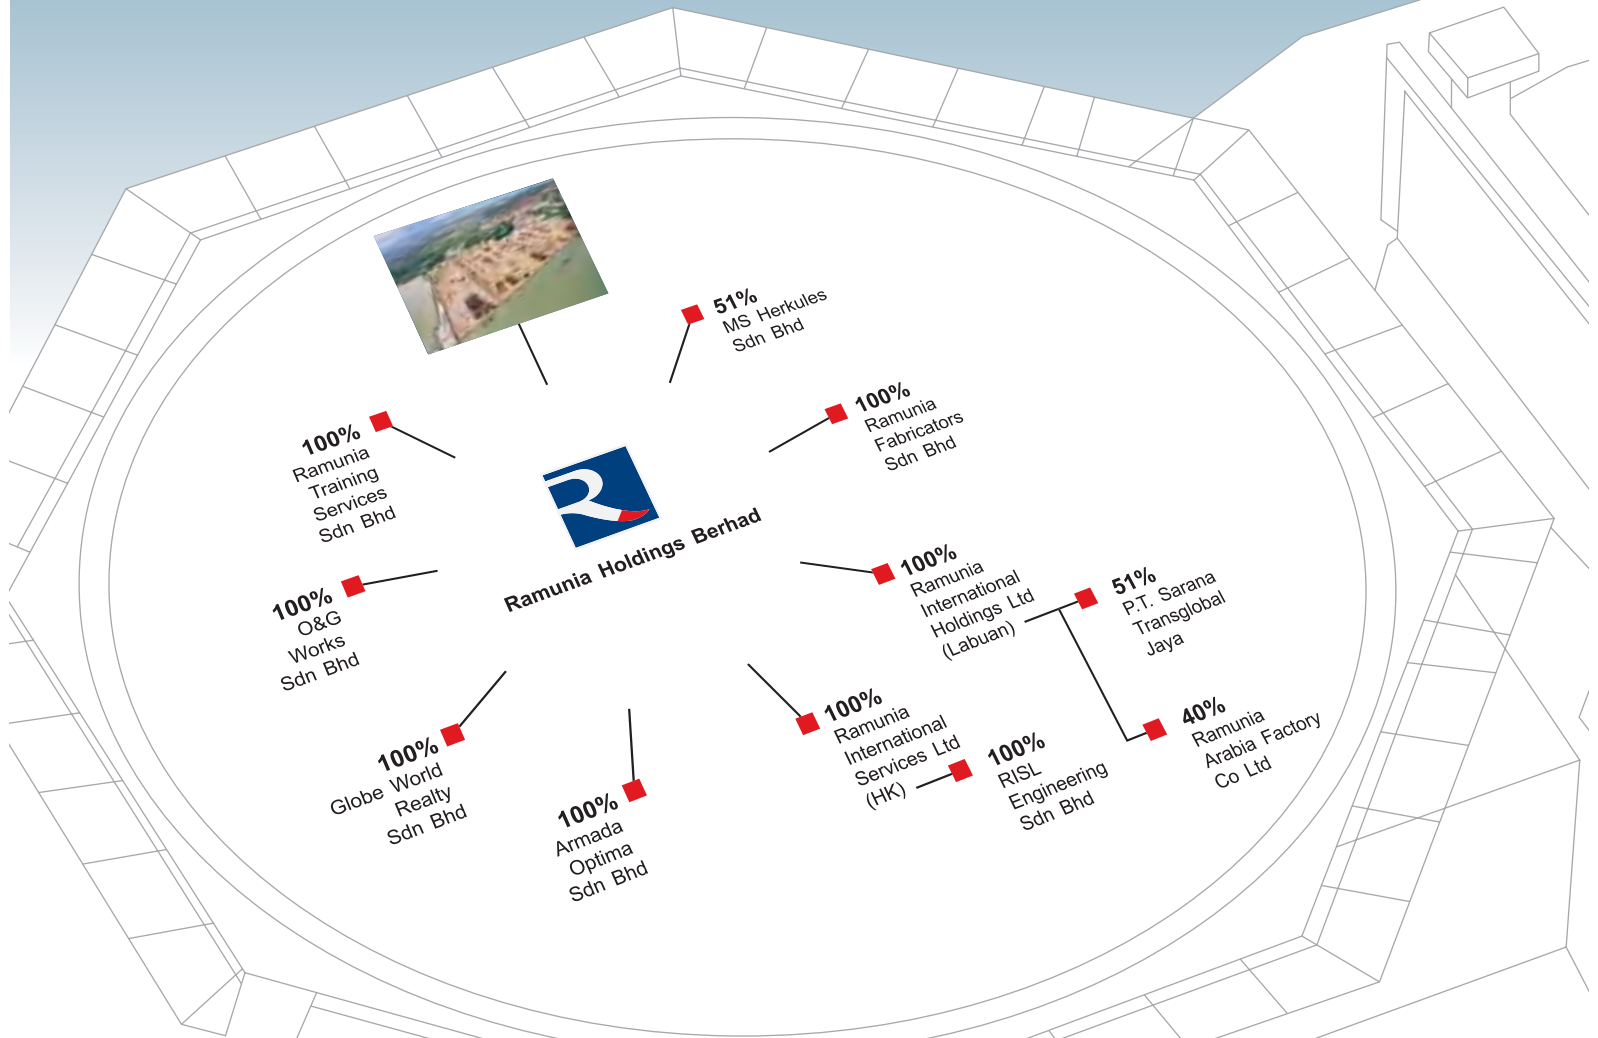 51%
MS Herkules
Sdn Bhd
100%
Ramunia
Fabricators
Sdn Bhd
100%
Ramunia
Training
Services
Sdn Bhd
Ramunia Holdings Berhad
100%
Ramunia
International
Holdings Ltd
(Labuan)
51%
P.T. Sarana
Transglobal
Jaya
100%
O&G
Works
Sdn Bhd
40%
Ramunia
Arabia Factory
Co Ltd
100%
Ramunia
International
Services Ltd
(HK)
100%
RISL
Engineering
Sdn Bhd
100%
Globe World
Realty
Sdn Bhd
100%
Armada
Optima
Sdn Bhd